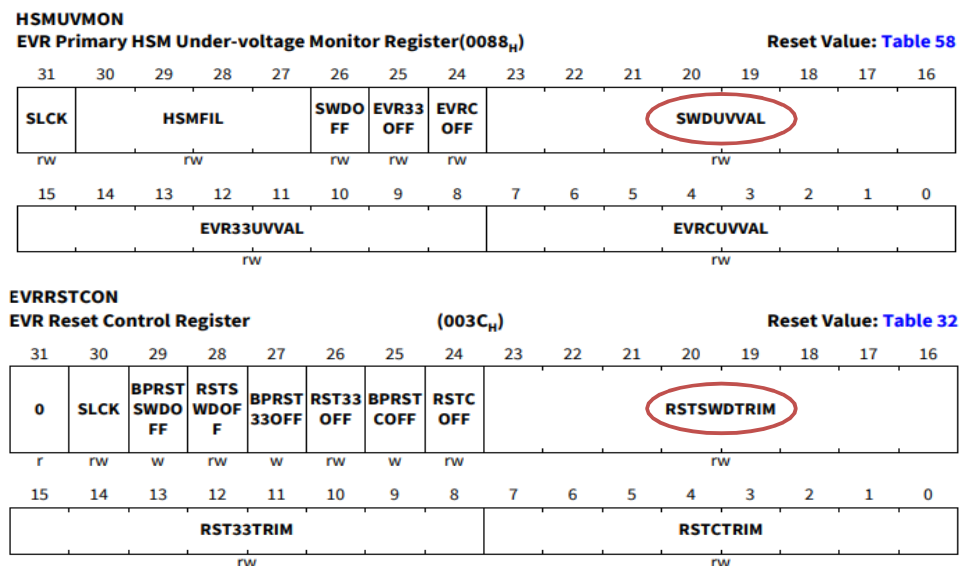 HSMUVMON
EVR Primary HSM Under-voltage Monitor Register(0088H) Reset Value: Table 58
31 30 29 28 27 26 25 24 23 22 21 20 19 18 17 16
SLCK HSMFIL SWDO FF EVR33 OFF EVRC OFF SWDUVVAL
rw rw rw rw rw rw
15 14 13 12 11 10 9 8 7 6 5 4 3 2 1 0
EVR33UVVAL EVRCUVVAL
rw rw
EVRRSTCON
EVR Reset Control Register (003CH) Reset Value: Table 32
31 30 29 28 27 26 25 24 23 22 21 20 19 18 17 16
0 SLCK BPRST SWDO FF RSTS WDOF F BPRST 33OFF RST33 OFF BPRST COFF RSTC OFF RSTSWDTRIM
r rw w rw w rw w rw rw
15 14 13 12 11 10 9 8 7 6 5 4 3 2 1 0
RST33TRIM RSTCTRIM
rw rw